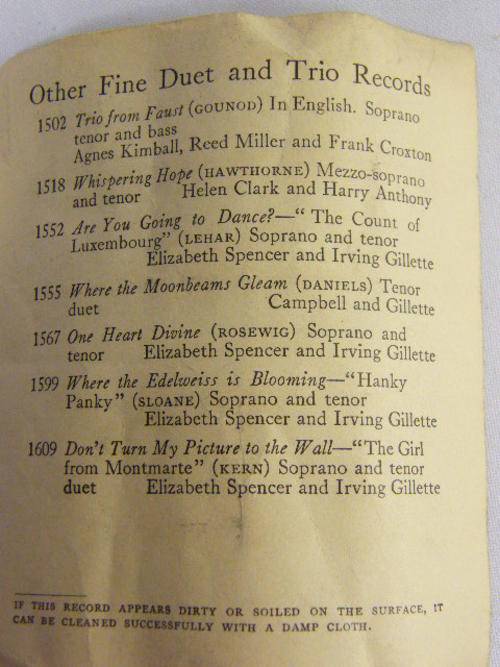 Other Fine Duet and Trio Records
1502 Trio from Faust (GOUNOD) In English. Soprano
tenor and bass
Agnes Kimball, Reed Miller and Frank Croxton
1518 Whispering Hope (HAWTHORNE) Mezzo-soprano
and tenor Helen Clark and Harry Anthony
1552 Are You Going to Dance?—"The Count of
Luxembourg" (LEHAR) Soprano and tenor
Elizabeth Spencer and Irving Gillette
1555 Where the Moonbeams Gleam (DANIELS) Tenor
duet Campbell and Gillette
1567 One Heart Divine (ROSEWIG) Soprano and
tenor Elizabeth Spencer and Irving Gillette
1599 Where the Edelweiss is Blooming—"Hanky
Panky" (SLOANE) Soprano and tenor
Elizabeth Spencer and Irving Gillette
1609 Don't Turn My Picture to the Wall—"The Girl
from Montmarte" (KERN) Soprano and tenor
duet Elizabeth Spencer and Irving Gillette
IF THIS RECORD APPEARS DIRTY OR SOILED ON THE SURFACE, IT
CAN BE CLEANED SUCCESSFULLY WITH A DAMP CLOTH.